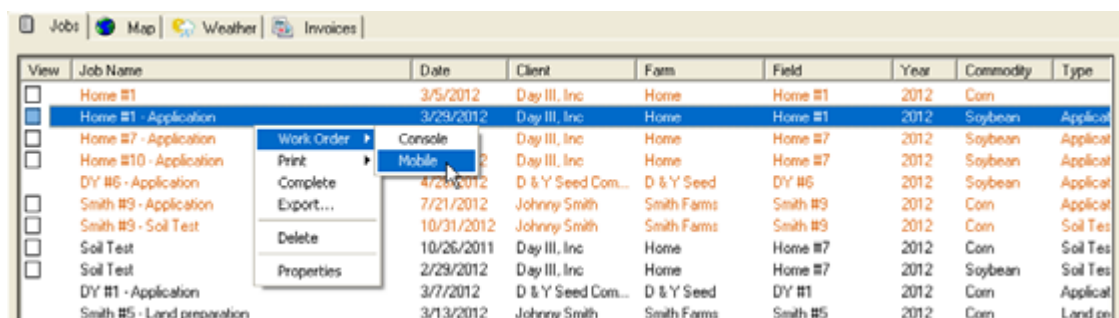 Jobs Map Weather Invoices
View Job Name Date Client Farm Field Year Commodity Type
Home #1 3/5/2012 Day III, Inc Home Home #1 2012 Corn
Home #1 - Application 3/29/2012 Day III, Inc Home Home #1 2012 Soybean Applicat
Home #7 - Application Work Order Console Day III, Inc Home Home #7 2012 Soybean Applicat
Home #10 - Application Print Mobile 2 Day III, Inc Home Home #10 2012 Soybean Applicat
DY #6 - Application Complete 2012 D & Y Seed Com... D & Y Seed DY #6 2012 Soybean Applicat
Smith #9 - Application Export... 7/21/2012 Johnny Smith Smith Farms Smith #9 2012 Corn Applicat
Smith #9 - Soil Test 10/31/2012 Johnny Smith Smith Farms Smith #9 2012 Corn Soil Tes
Delete
Soil Test 10/26/2011 Day III, Inc Home Home #7 2012 Corn Soil Tes
Soil Test Properties 2/29/2012 Day III, Inc Home Home #7 2012 Soybean Soil Tes
DY #1 - Application 3/7/2012 D & Y Seed Com... D & Y Seed DY #1 2012 Corn Applicat
Smith #5 - Land preparation 3/13/2012 Johnny Smith Smith Farms Smith #5 2012 Corn Land pre